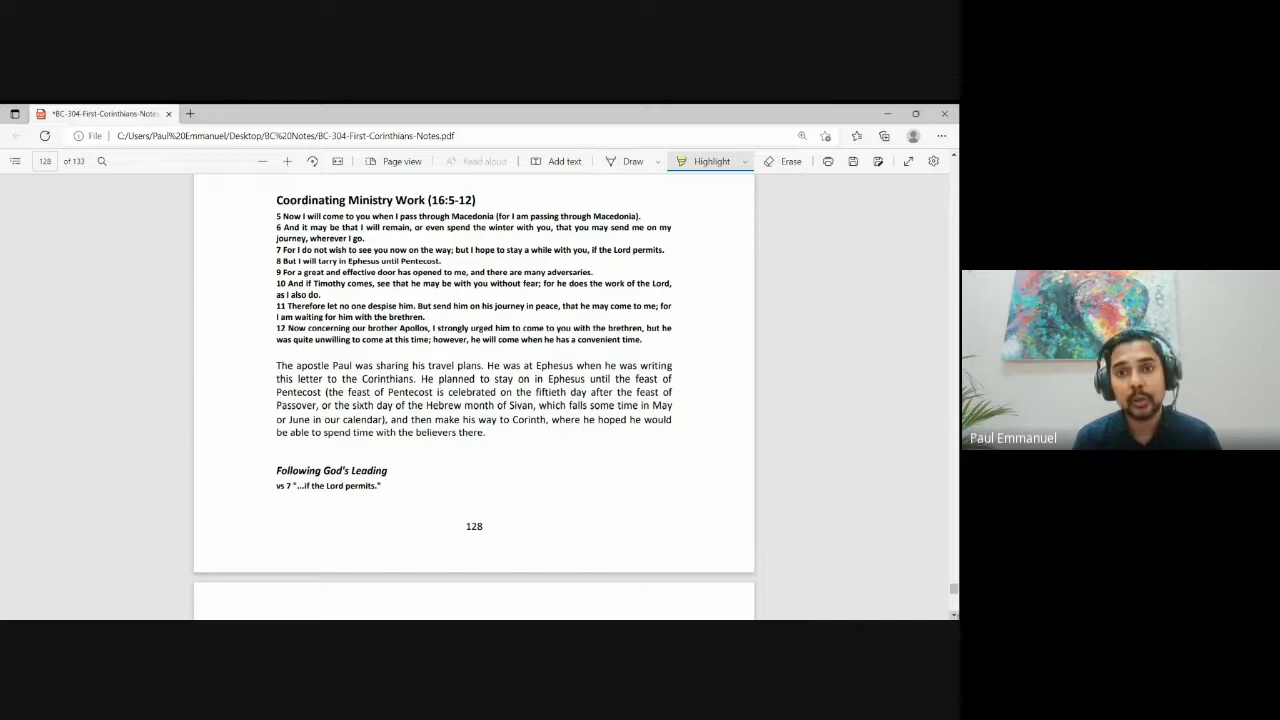 *BC-304-First-Corinthians-Notes
File
C:/Users/Paul%20Emmanuel/Desktop/BC%20Notes/BC-304-First-Corinthians-Notes.pdf
128 of 133
Page view
Read aloud
Add text
Draw
Highlight
Erase
Coordinating Ministry Work (16:5-12)
5 Now I will come to you when I pass through Macedonia (for I am passing through Macedonia).
6 And it may be that I will remain, or even spend the winter with you, that you may send me on my
journey, wherever I go.
7 For I do not wish to see you now on the way; but I hope to stay a while with you, if the Lord permits.
8 But I will tarry in Ephesus until Pentecost.
9 For a great and effective door has opened to me, and there are many adversaries.
10 And if Timothy comes, see that he may be with you without fear; for he does the work of the Lord,
as I also do.
11 Therefore let no one despise him. But send him on his journey in peace, that he may come to me; for
I am waiting for him with the brethren.
12 Now concerning our brother Apollos, I strongly urged him to come to you with the brethren, but he
was quite unwilling to come at this time; however, he will come when he has a convenient time.
The apostle Paul was sharing his travel plans. He was at Ephesus when he was writing
this letter to the Corinthians. He planned to stay on in Ephesus until the feast of
Pentecost (the feast of Pentecost is celebrated on the fiftieth day after the feast of
Passover, or the sixth day of the Hebrew month of Sivan, which falls some time in May
or June in our calendar), and then make his way to Corinth, where he hoped he would
be able to spend time with the believers there.
Following God's Leading
vs 7 "...if the Lord permits."
128
Paul Emmanuel